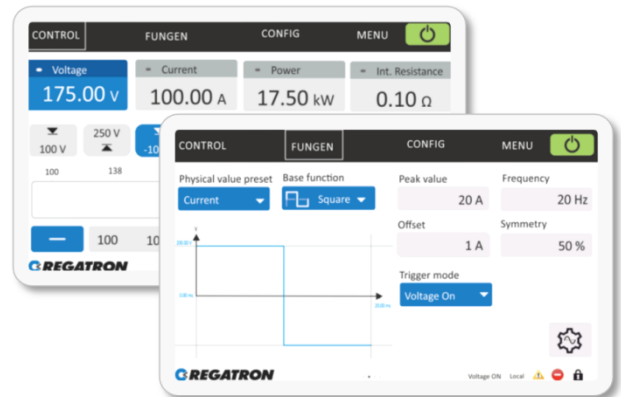 CONTROL FUNGEN CONFIG MENU
Voltage Current Power Int. Resistance
175.00 V 100.00 A 17.50 kW 0.10 Ω
100 V 250 V -10
100 138
100 10
REGATRON
CONTROL FUNGEN CONFIG MENU
Physical value preset Base function Peak value Frequency
Current Square 20 A 20 Hz
Offset Symmetry
1 A 50 %
Trigger mode
Voltage On
REGATRON
Voltage ON Local